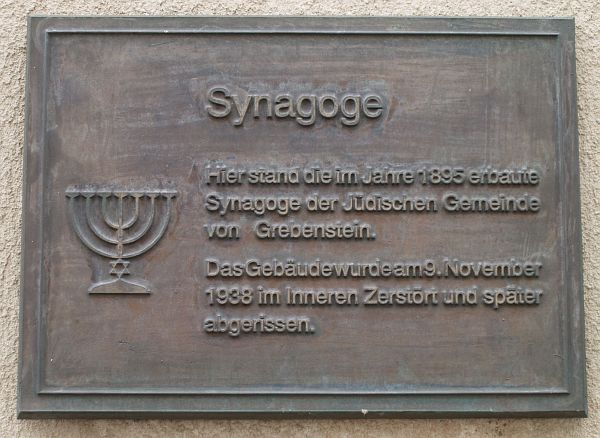 Synagoge
Hier stand die im Jahre 1895 erbaute
Synagoge der Jüdischen Gemeinde
von Grebenstein.
Das Gebäude wurde am 9. November
1938 im Inneren Zerstört und später
abgerissen.